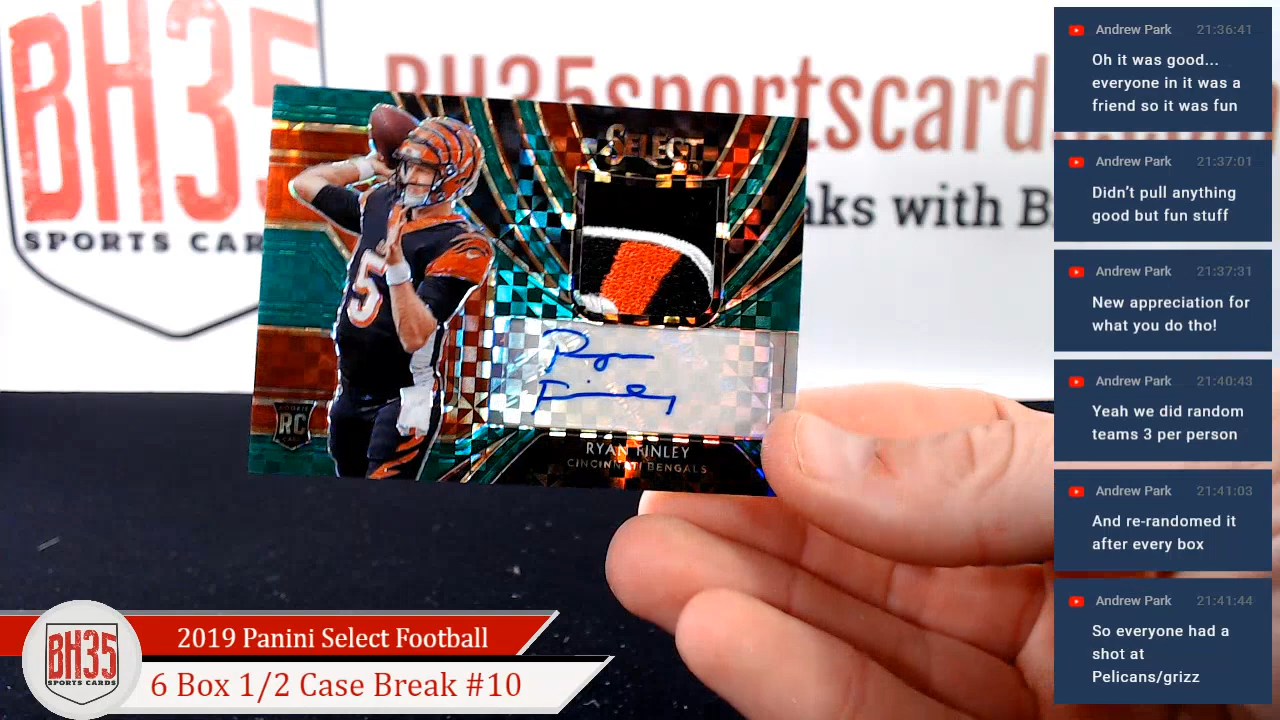 BH35
SPORTS CAR
BH35sportscard
aks with B
SELECT
5
ROOKIE
RC
CARD
Ryan
Finley
RYAN FINLEY
CINCINNATI BENGALS
BH35
SPORTS CARDS
2019 Panini Select Football
6 Box 1/2 Case Break #10
Andrew Park 21:36:41
Oh it was good...
everyone in it was a
friend so it was fun
Andrew Park 21:37:01
Didn't pull anything
good but fun stuff
Andrew Park 21:37:31
New appreciation for
what you do tho!
Andrew Park 21:40:43
Yeah we did random
teams 3 per person
Andrew Park 21:41:03
And re-randomed it
after every box
Andrew Park 21:41:44
So everyone had a
shot at
Pelicans/grizz